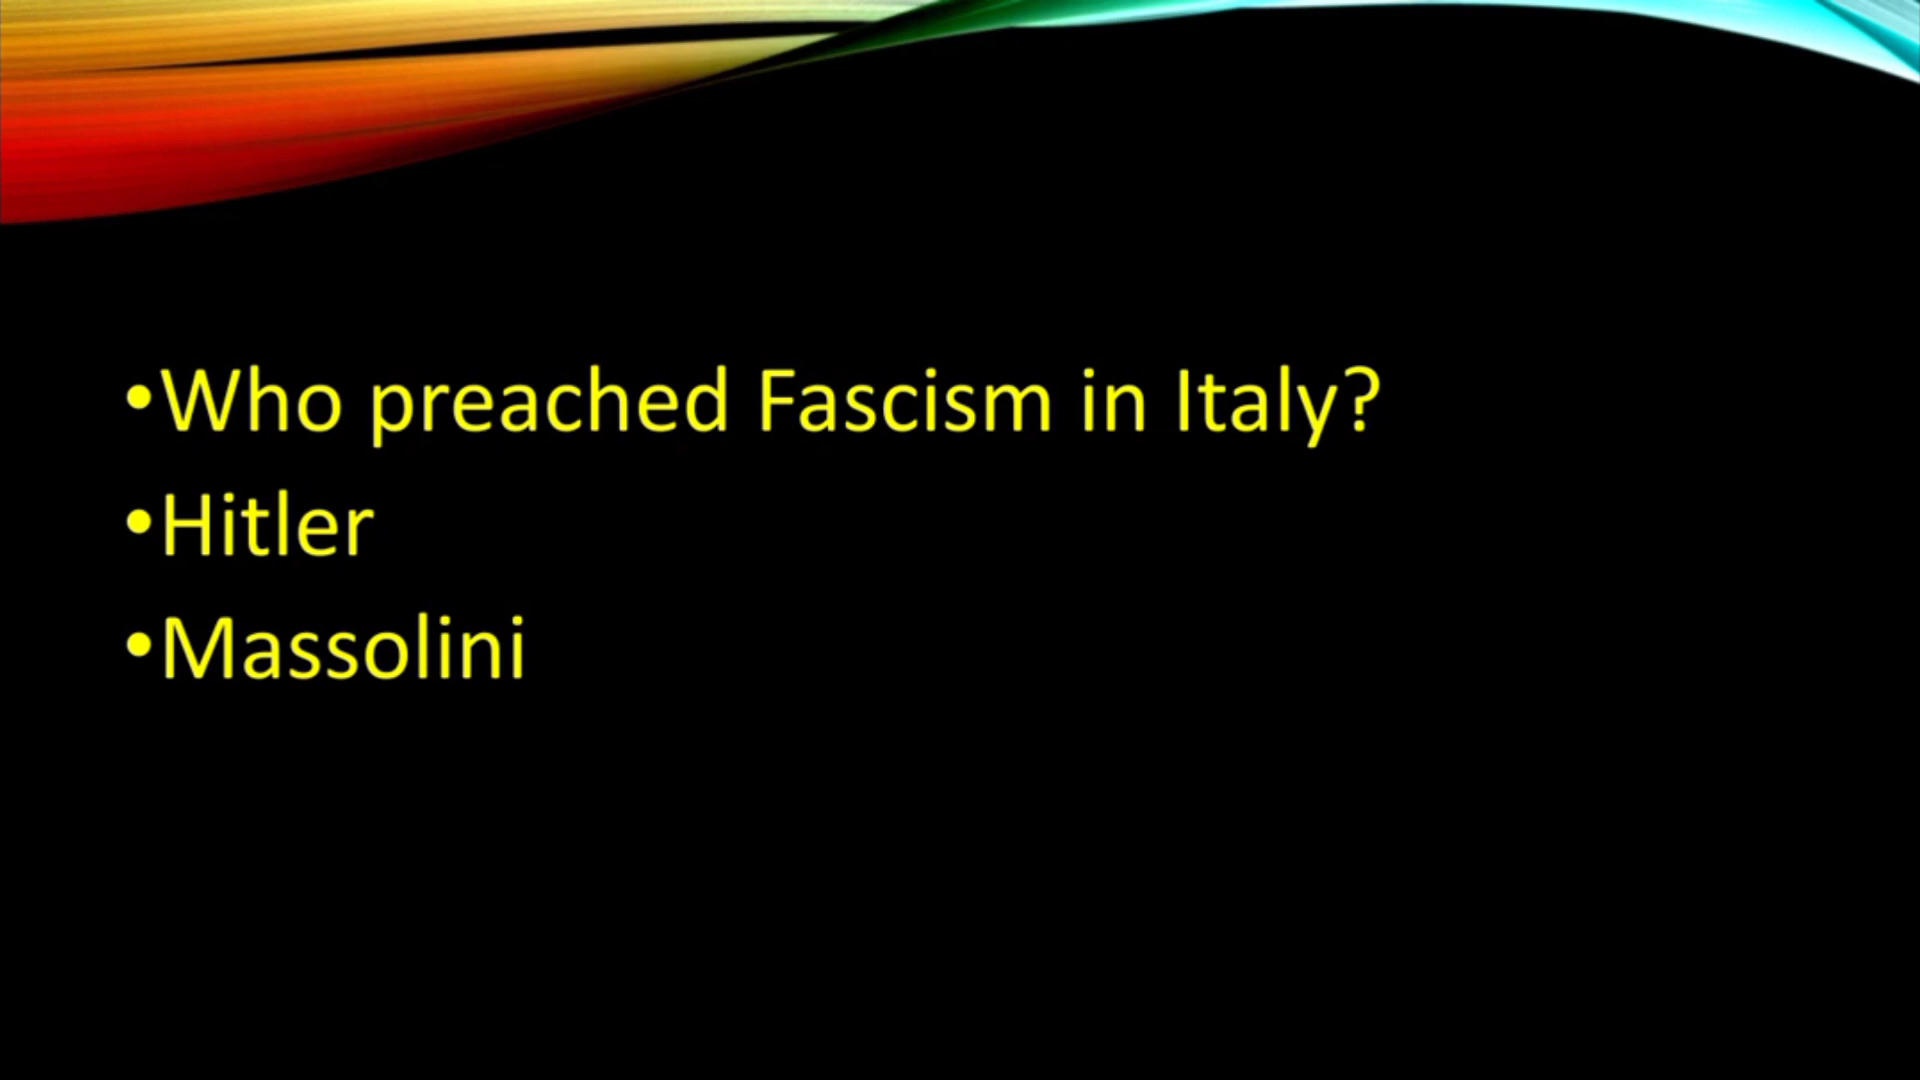 •Who preached Fascism in Italy?
•Hitler
•Massolini